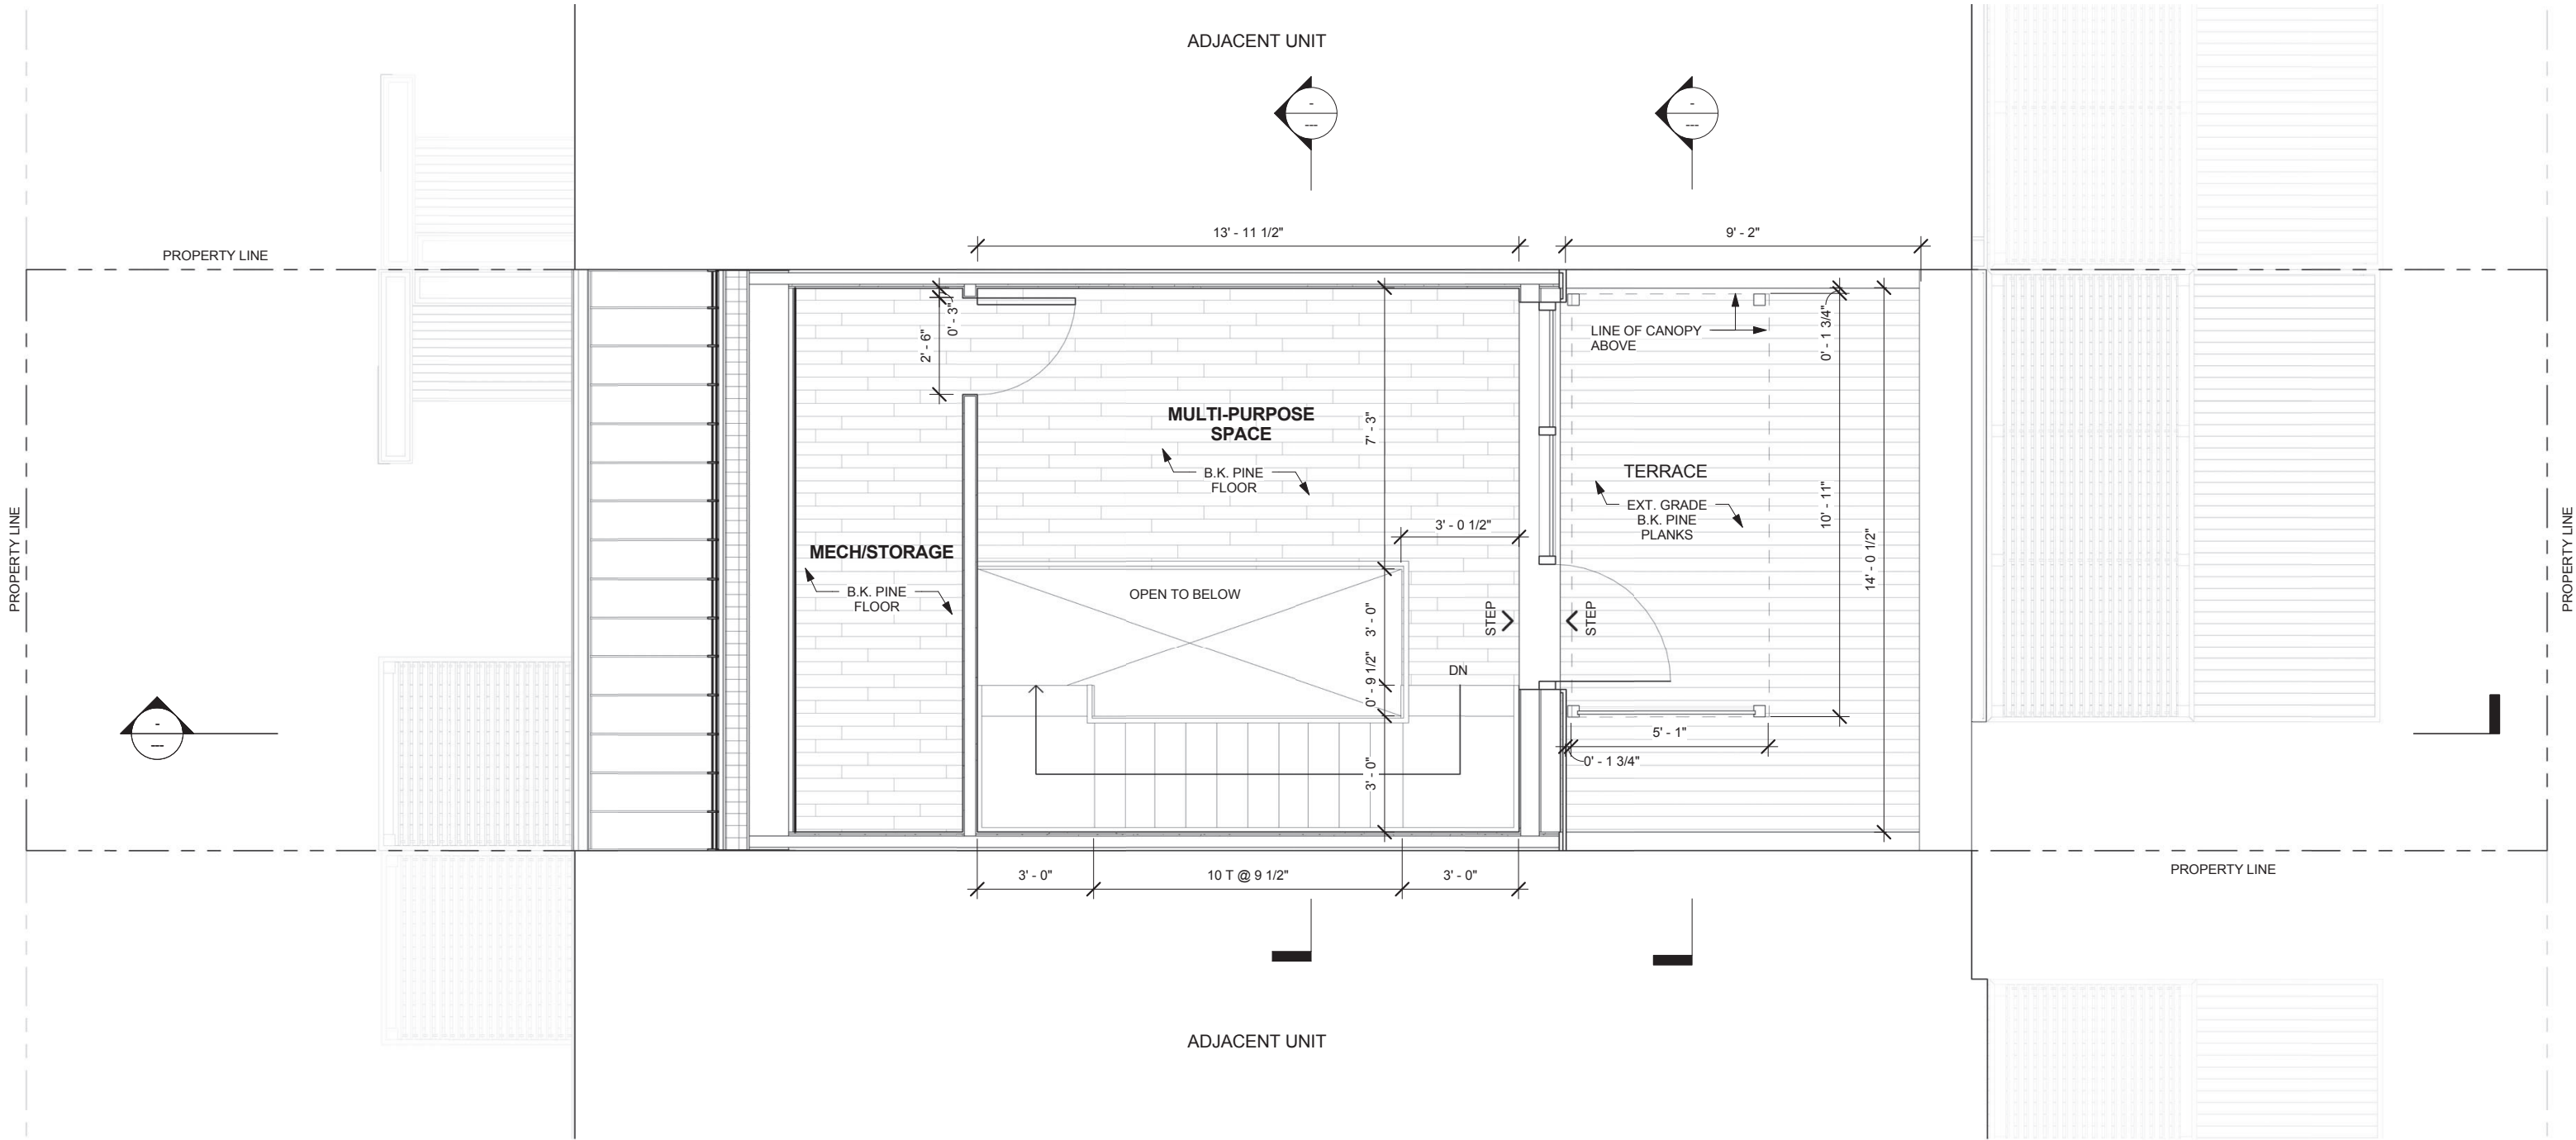 ADJACENT UNIT
-
---
-
---
13' - 11 1/2"
9' - 2"
PROPERTY LINE
0' - 3"
2' - 6"
LINE OF CANOPY
ABOVE
0' - 1 3/4"
MULTI-PURPOSE
SPACE
7' - 3"
B.K. PINE
FLOOR
TERRACE
EXT. GRADE
B.K. PINE
PLANKS
10' - 11"
3' - 0 1/2"
14' - 0 1/2"
MECH/STORAGE
B.K. PINE
FLOOR
PROPERTY LINE
PROPERTY LINE
OPEN TO BELOW
3' - 0"
STEP
STEP
DN
0' - 9 1/2"
-
---
5' - 1"
0' - 1 3/4"
3' - 0"
3' - 0"
10 T @ 9 1/2"
3' - 0"
PROPERTY LINE
ADJACENT UNIT